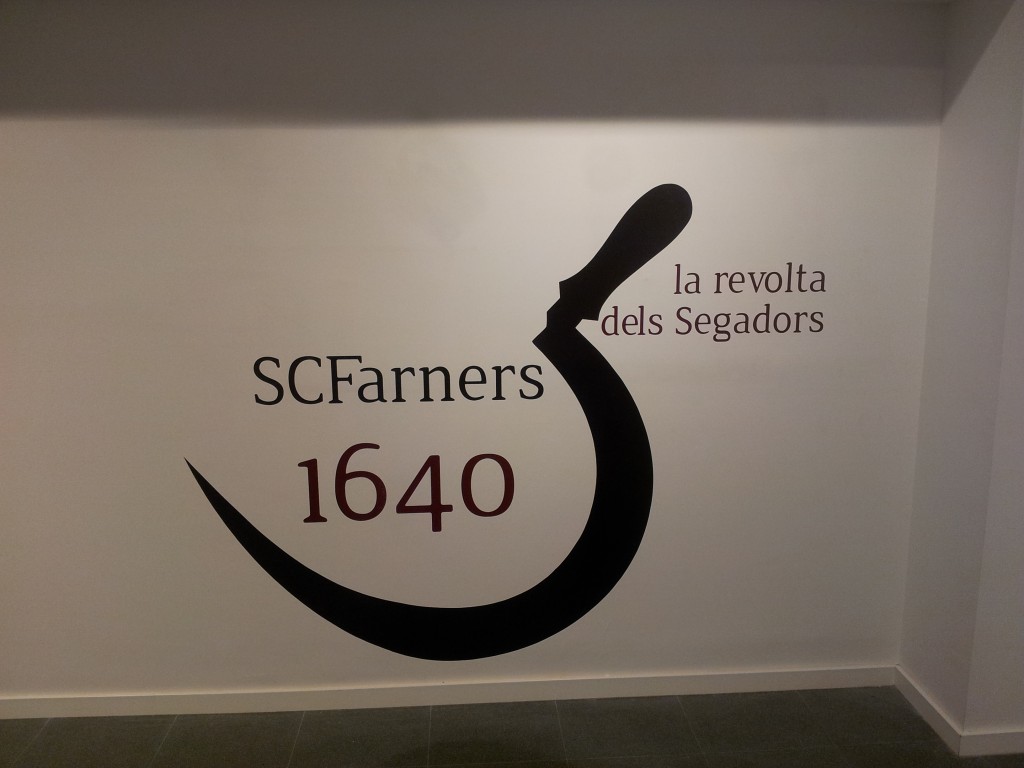 la revolta
dels Segadors
SCFarners
1640